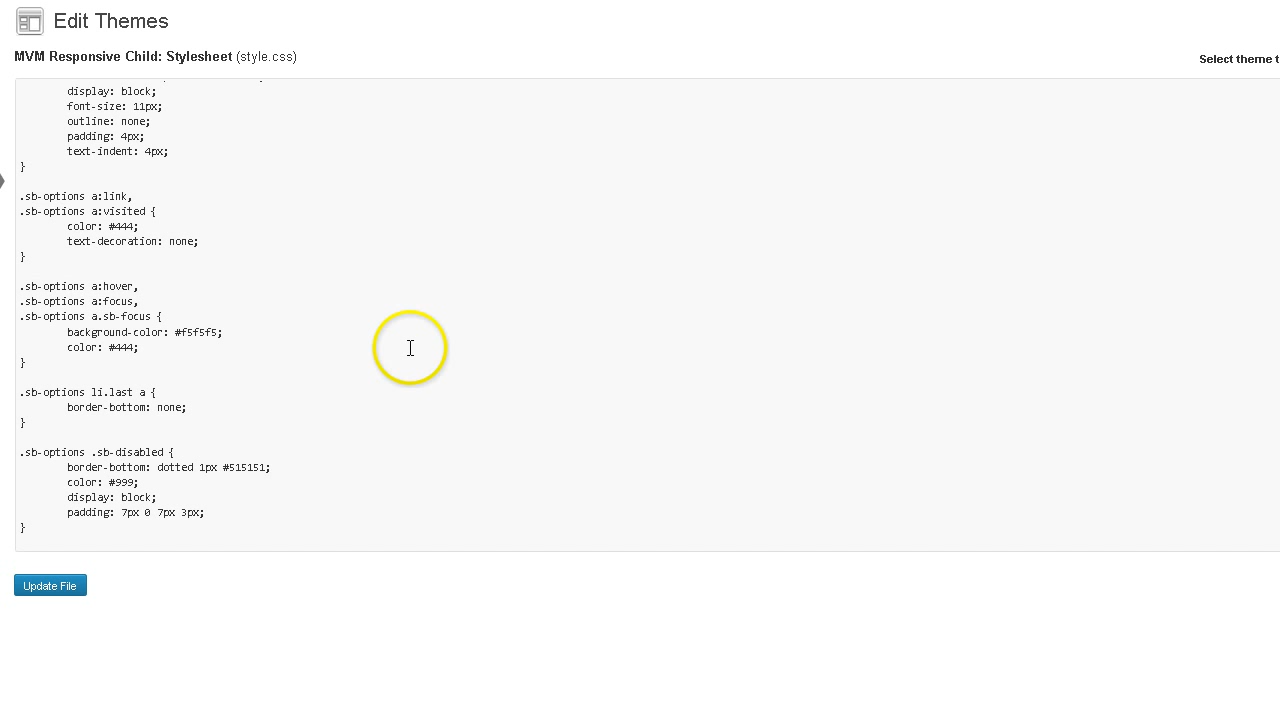 Edit Themes
MVM Responsive Child: Stylesheet (style.css)
Select theme t
display: block;
font-size: 11px;
outline: none;
padding: 4px;
text-indent: 4px;
}
.sb-options a:link,
.sb-options a:visited {
color: #444;
text-decoration: none;
}
.sb-options a:hover,
.sb-options a:focus,
.sb-options a.sb-focus {
background-color: #f5f5f5;
color: #444;
}
.sb-options li.last a {
border-bottom: none;
}
.sb-options .sb-disabled {
border-bottom: dotted 1px #515151;
color: #999;
display: block;
padding: 7px 0 7px 3px;
}
Update File